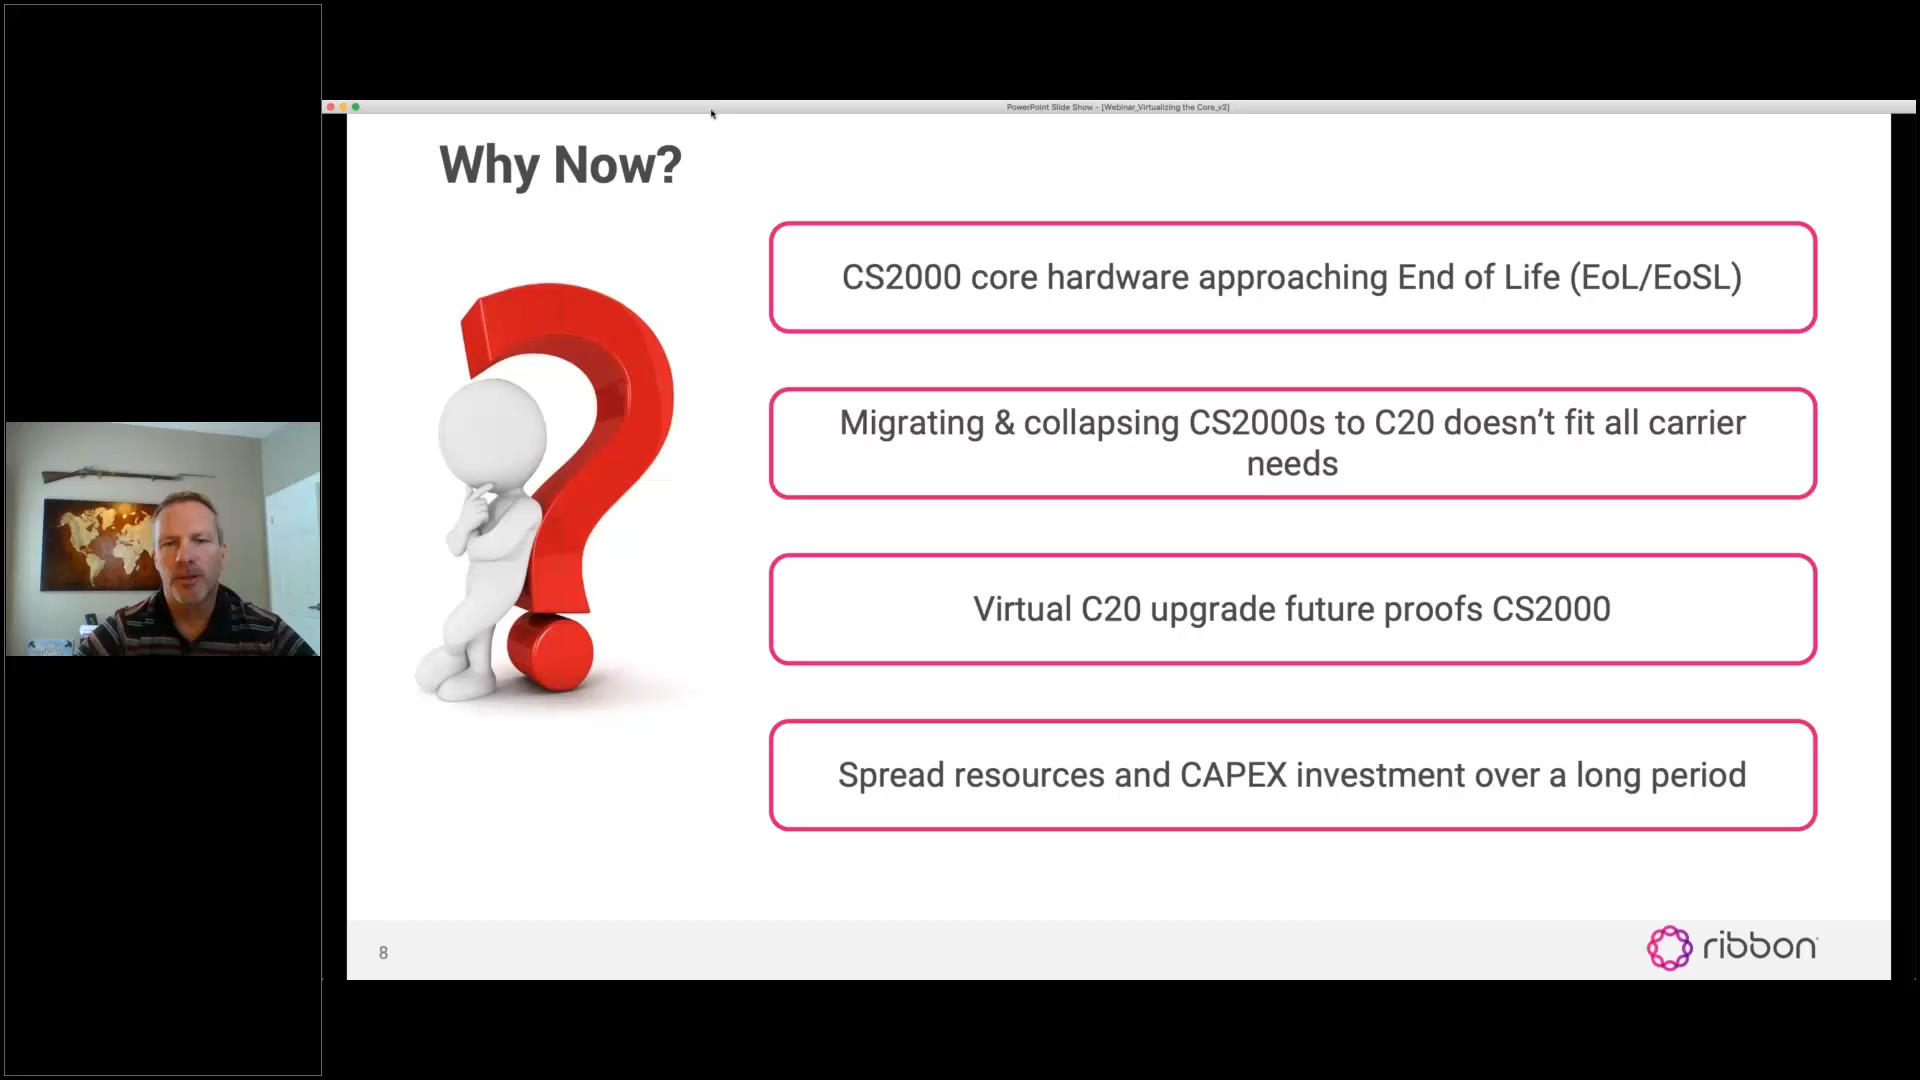 PowerPoint Slide Show - [Webinar_Virtualizing the Core_v2]
Why Now?
CS2000 core hardware approaching End of Life (EoL/EoSL)
Migrating & collapsing CS2000s to C20 doesn’t fit all carrier
needs
Virtual C20 upgrade future proofs CS2000
Spread resources and CAPEX investment over a long period
8
ribbon